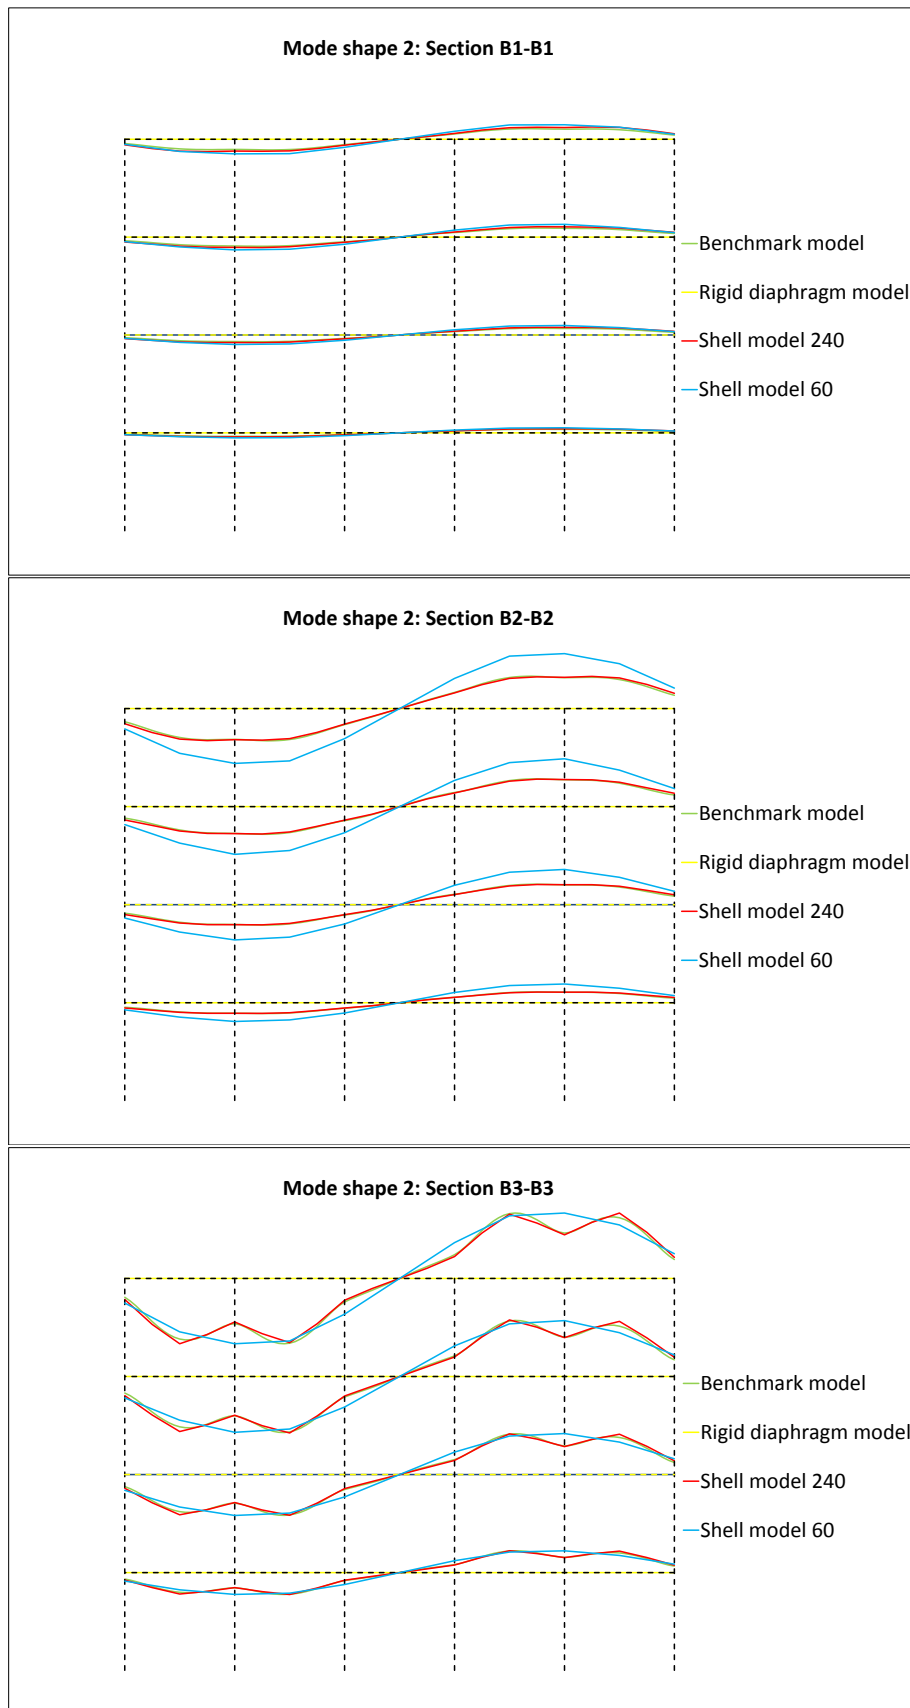 Mode shape 2: Section B1-B1
Benchmark model
Rigid diaphragm model
Shell model 240
Shell model 60
Mode shape 2: Section B2-B2
Benchmark model
Rigid diaphragm model
Shell model 240
Shell model 60
Mode shape 2: Section B3-B3
Benchmark model
Rigid diaphragm model
Shell model 240
Shell model 60